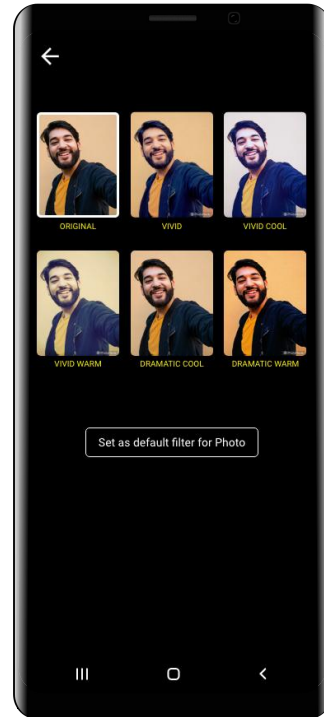 ORIGINAL
VIVID
VIVID COOL
VIVID WARM
DRAMATIC COOL
DRAMATIC WARM
Set as default filter for Photo